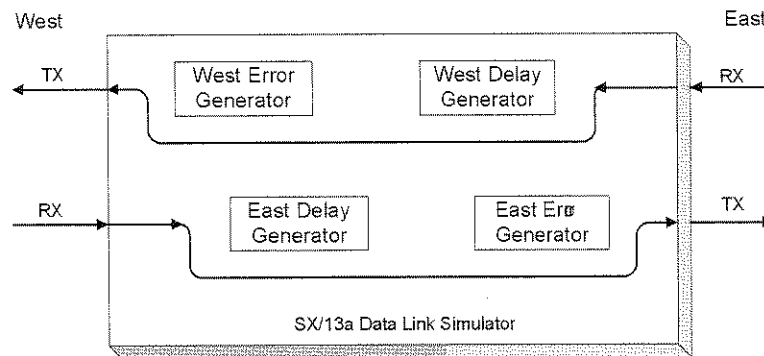 West
East
TX
West Error
Generator
West Delay
Generator
RX
RX
East Delay
Generator
East
Generator
TX
SX/13a Data Link Simulator